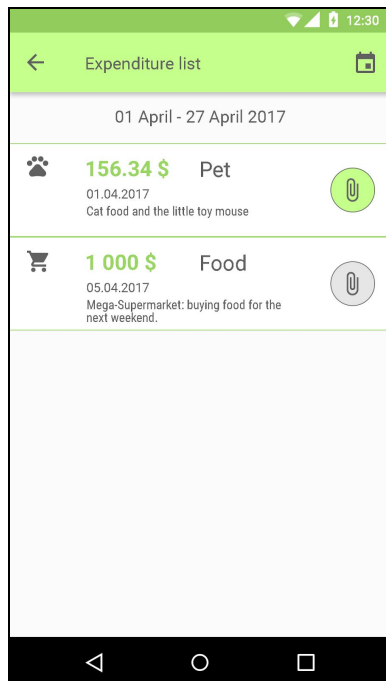 12:30
Expenditure list
01 April - 27 April 2017
156.34 $ Pet
01.04.2017
Cat food and the little toy mouse
1 000 $ Food
05.04.2017
Mega-Supermarket: buying food for the
next weekend.